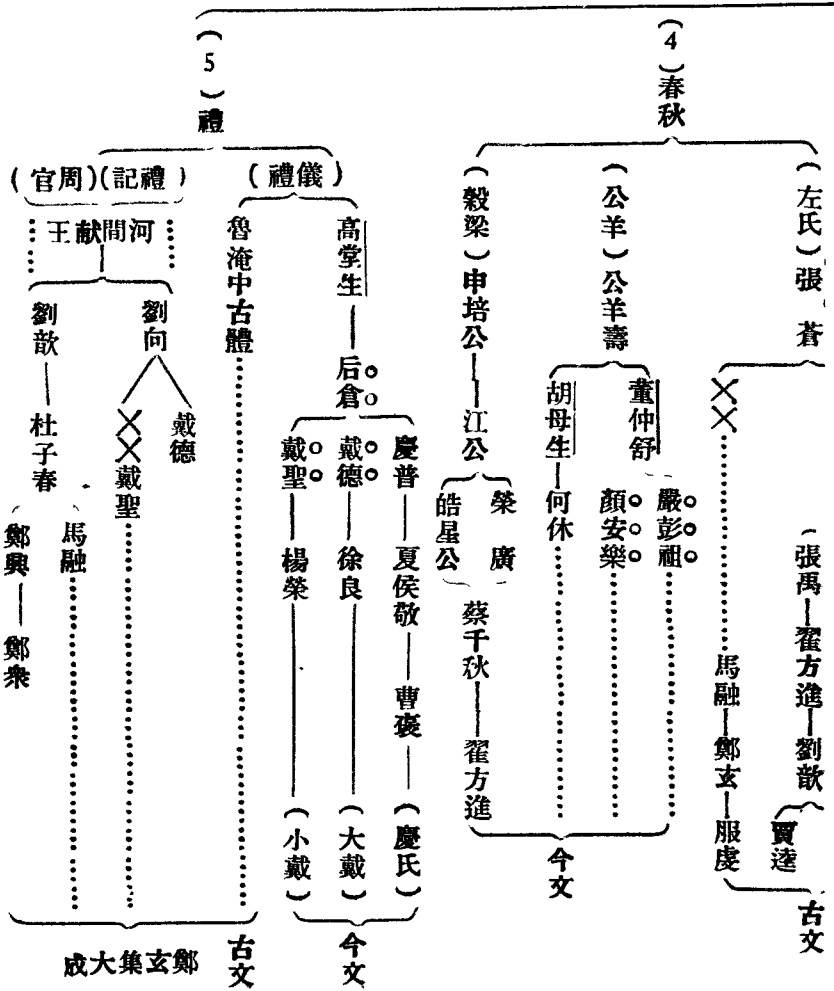 （4）春秋
（左氏）張蒼
張禹
翟方進
劉歆
賈逵
××
馬融
鄭玄
服虔
古文
（公羊）公羊壽
董仲舒
嚴彭祖
顏安樂
胡母生
何休
（穀梁）申培公
江公
榮廣
皓星公
蔡千秋
翟方進
今文
（5）禮
（儀禮）
高堂生
后倉
慶普
夏侯敬
曹褒
（慶氏）
戴德
徐良
（大戴）
戴聖
楊榮
（小戴）
今文
魯淹中古體
古文
（禮記）
（周官）
河間献王
劉向
戴德
××戴聖
劉歆
杜子春
馬融
鄭興
鄭衆
鄭玄集大成